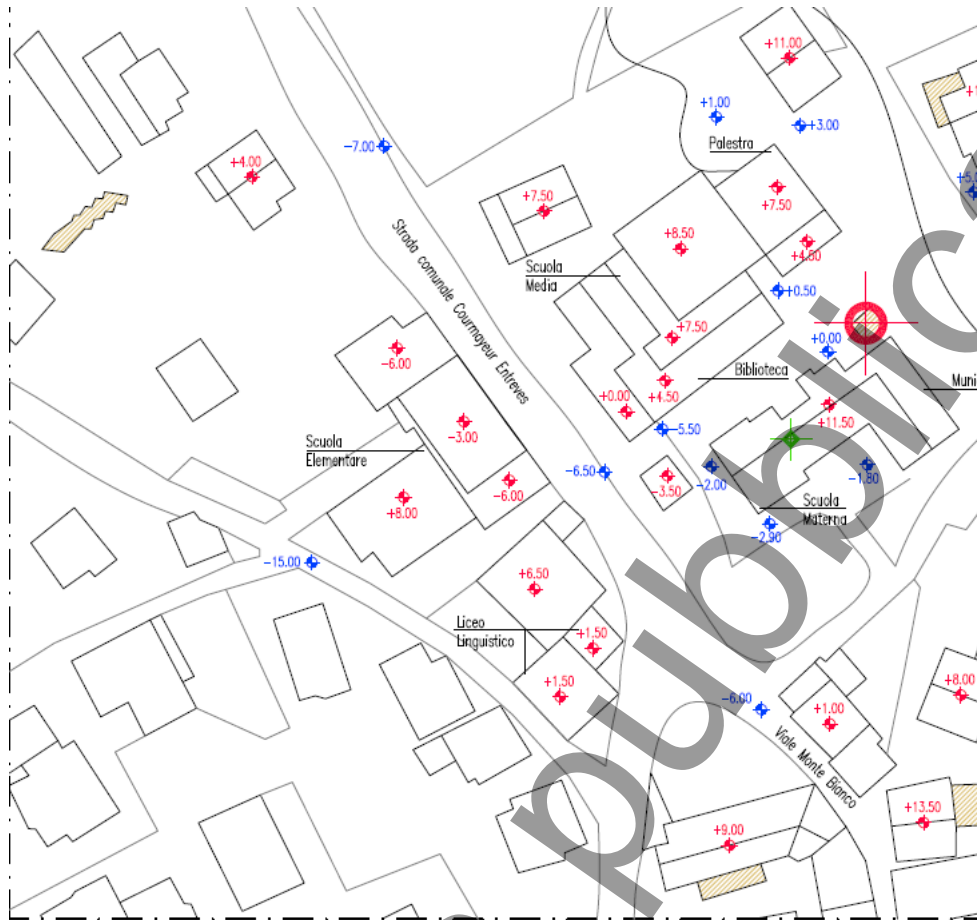 +11.00
+1.00
+3.00
-7.00
Palestra
+4.00
+7.50
+7.50
+8.50
+4.80
Scuola
Media
+0.50
Strada comunale Courmayeur Entreves
+7.50
+0.00
-6.00
Biblioteca
+4.50
Muni
+0.00
+11.50
-3.00
-5.50
Scuola
Elementare
-6.50
-2.00
-1.80
-3.50
-6.00
+8.00
Scuola
Materna
-2.90
-15.00
+6.50
Liceo
Linguistico
+1.50
+1.50
-6.00
+8.00
+1.00
Viale Monte Bianco
+13.50
+9.00
pubblic